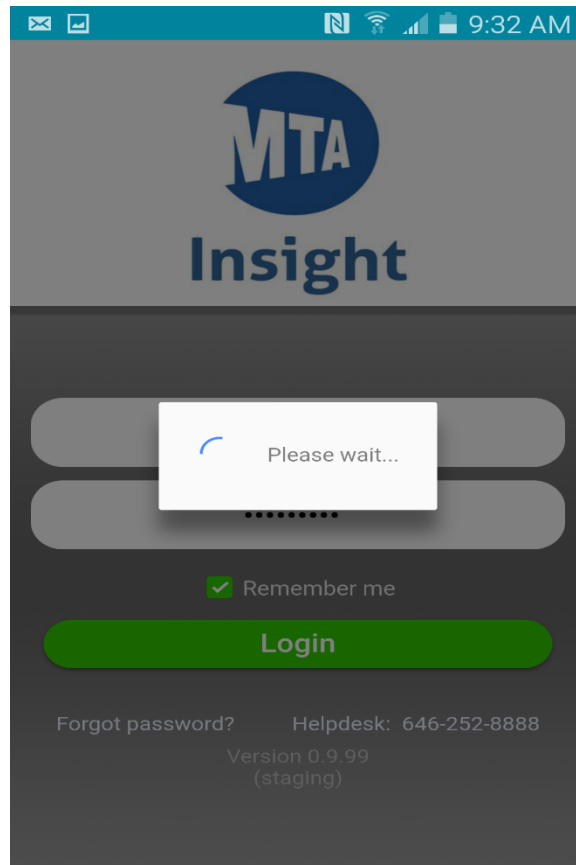 9:32 AM
MTA
Insight
Please wait...
•••••••••
Remember me
Login
Forgot password? Helpdesk: 646-252-8888
Version 0.9.99
(staging)